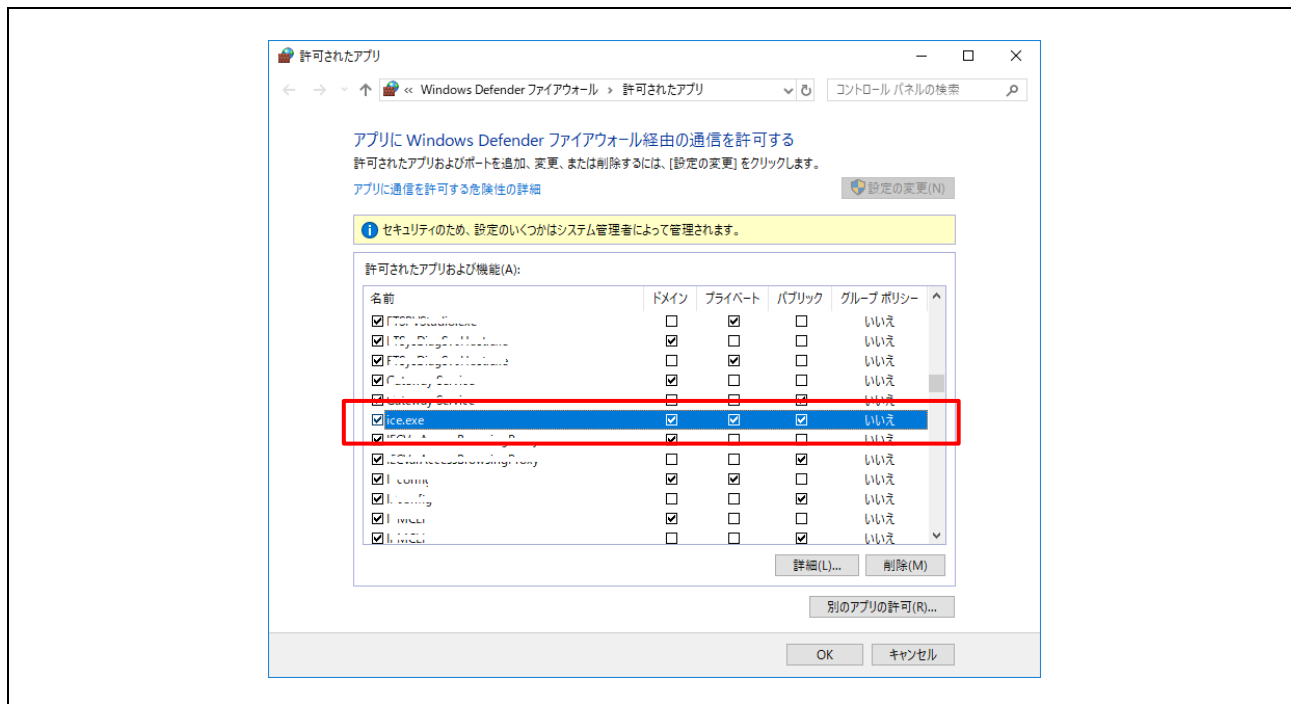 許可されたアプリ
« Windows Defender ファイアウォール › 許可されたアプリ
コントロール パネルの検索
アプリに Windows Defender ファイアウォール経由の通信を許可する
許可されたアプリおよびポートを追加、変更、または削除するには、[設定の変更] をクリックします。
アプリに通信を許可する危険性の詳細
設定の変更(N)
セキュリティのため、設定のいくつかはシステム管理者によって管理されます。
許可されたアプリおよび機能(A):
名前 ドメイン プライベート パブリック グループ ポリシー
いいえ
いいえ
いいえ
Gateway Service いいえ
Gateway Service
ice.exe いいえ
いいえ
いいえ
いいえ
いいえ
いいえ
いいえ
詳細(L)... 削除(M)
別のアプリの許可(R)...
OK キャンセル